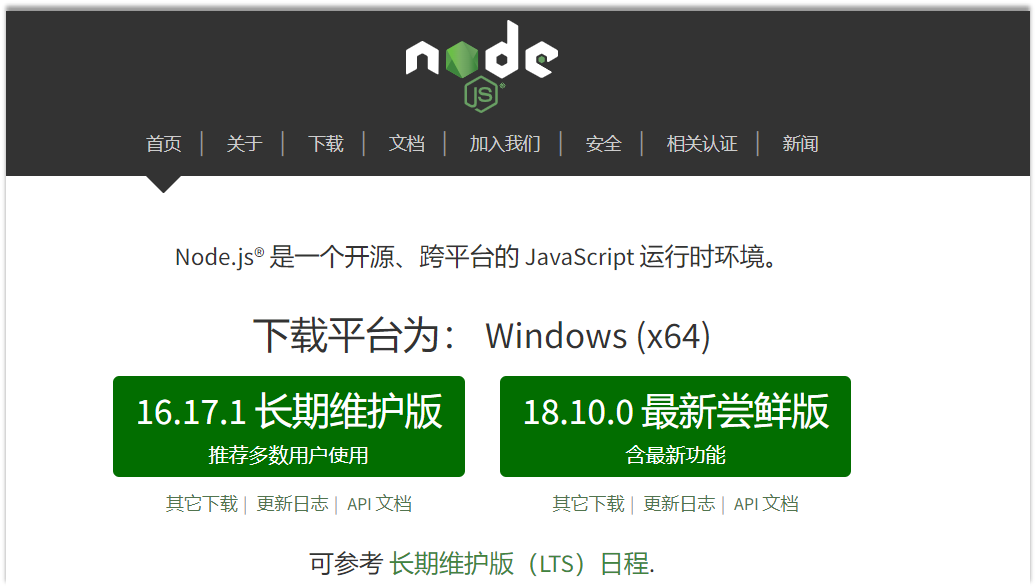 node
JS®
首页 | 关于 | 下载 | 文档 | 加入我们 | 安全 | 相关认证 | 新闻
Node.js® 是一个开源、跨平台的 JavaScript 运行时环境。
下载平台为： Windows (x64)
16.17.1 长期维护版
推荐多数用户使用
18.10.0 最新尝鲜版
含最新功能
其它下载 | 更新日志 | API 文档
其它下载 | 更新日志 | API 文档
可参考 长期维护版（LTS）日程.